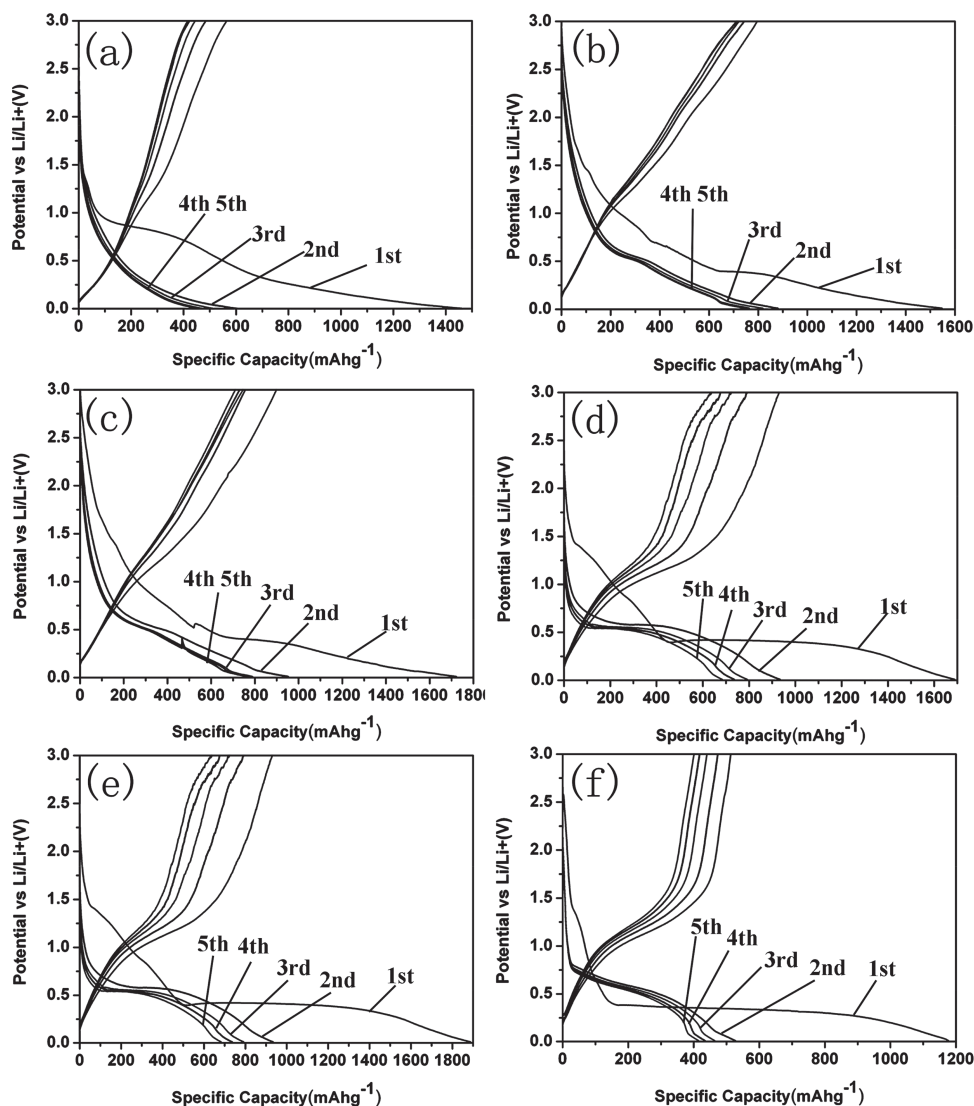 (a)
Potential vs Li/Li+(V)
3.0
2.5
2.0
1.5
1.0
0.5
0.0
4th 5th
3rd
2nd
1st
0 200 400 600 800 1000 1200 1400
Specific Capacity(mAhg-1)
(b)
Potential vs Li/Li+(V)
3.0
2.5
2.0
1.5
1.0
0.5
0.0
4th 5th
3rd
2nd
1st
0 200 400 600 800 1000 1200 1400 1600
Specific Capacity(mAhg-1)
(c)
Potential vs Li/Li+(V)
3.0
2.5
2.0
1.5
1.0
0.5
0.0
4th 5th
3rd
2nd
1st
0 200 400 600 800 1000 1200 1400 1600 1800
Specific Capacity(mAhg-1)
(d)
Potential vs Li/Li+(V)
3.0
2.5
2.0
1.5
1.0
0.5
0.0
5th 4th
3rd
2nd
1st
0 200 400 600 800 1000 1200 1400 1600
Specific Capacity(mAhg-1)
(e)
Potential vs Li/Li+(V)
3.0
2.5
2.0
1.5
1.0
0.5
0.0
5th 4th
3rd
2nd
1st
0 200 400 600 800 1000 1200 1400 1600 1800
Specific Capacity(mAhg-1)
(f)
Potential vs Li/Li+(V)
3.0
2.5
2.0
1.5
1.0
0.5
0.0
5th 4th
3rd
2nd
1st
0 200 400 600 800 1000 1200
Specific Capacity(mAhg-1)